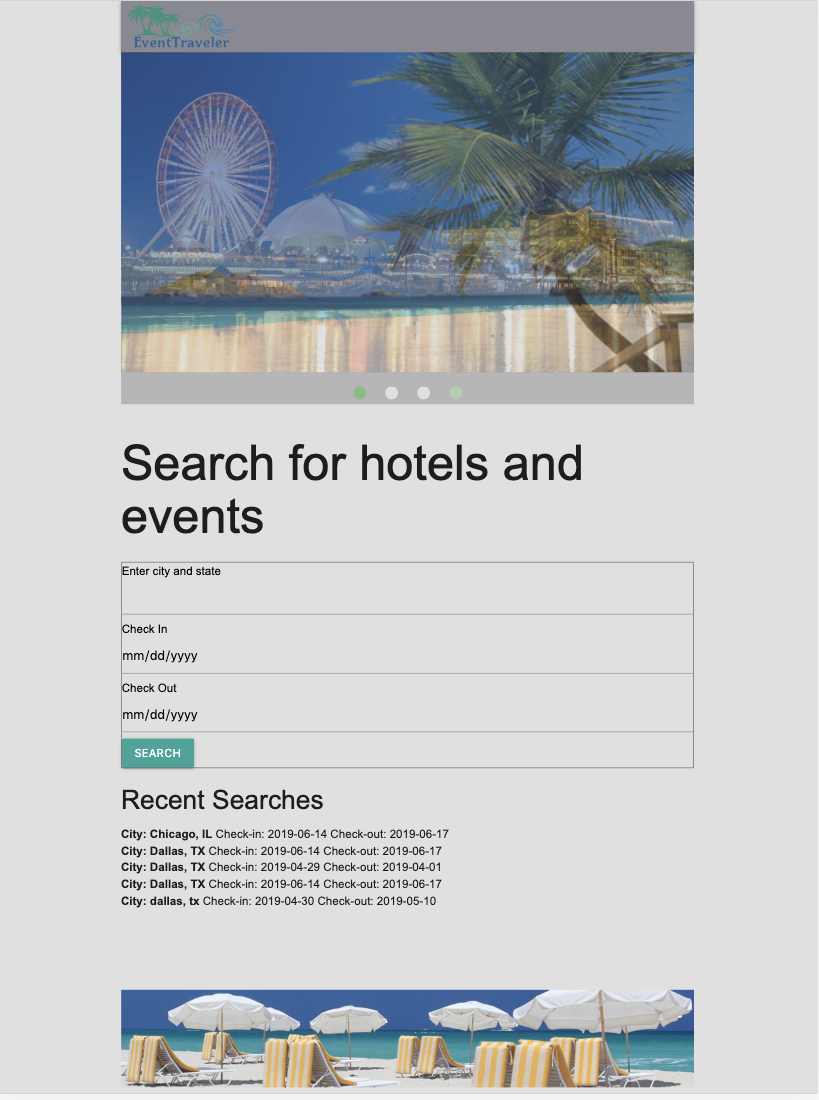 EventTraveler
Search for hotels and
events
Enter city and state
Check In
mm/dd/yyyy
Check Out
mm/dd/yyyy
SEARCH
Recent Searches
City: Chicago, IL Check-in: 2019-06-14 Check-out: 2019-06-17
City: Dallas, TX Check-in: 2019-06-14 Check-out: 2019-06-17
City: Dallas, TX Check-in: 2019-04-29 Check-out: 2019-04-01
City: Dallas, TX Check-in: 2019-06-14 Check-out: 2019-06-17
City: dallas, tx Check-in: 2019-04-30 Check-out: 2019-05-10